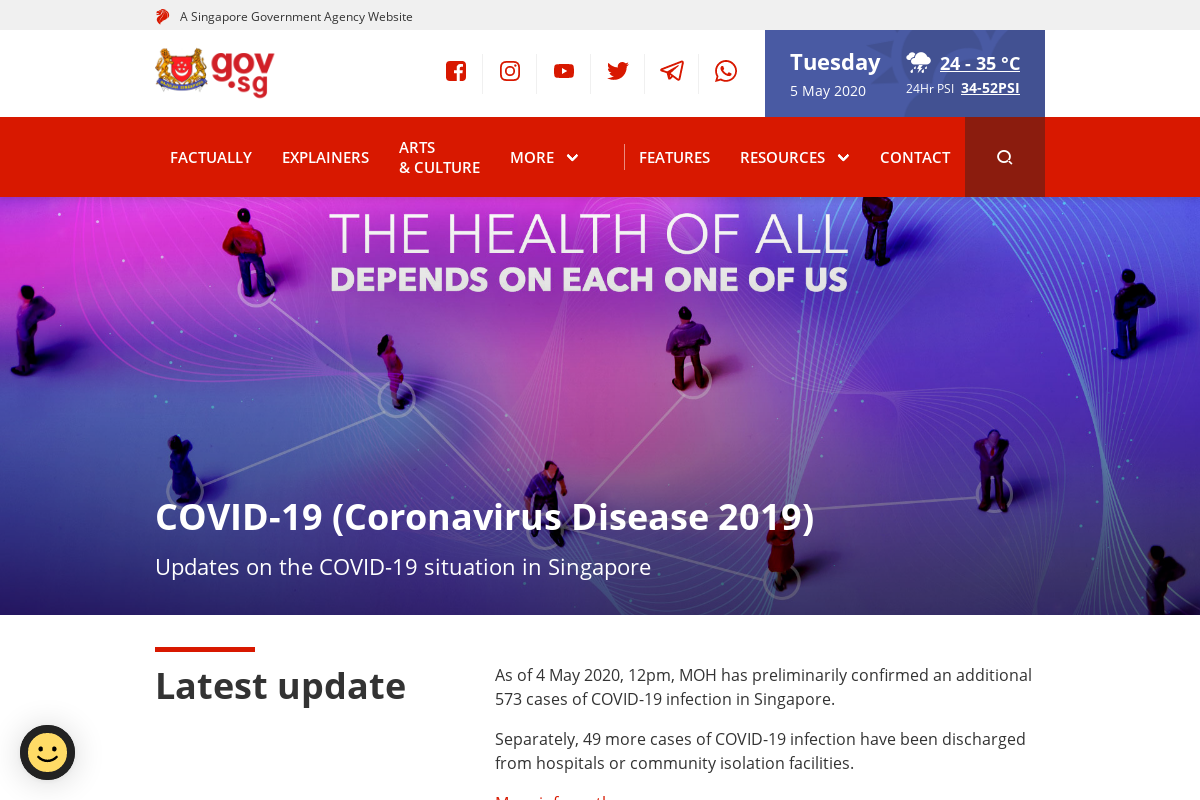 A Singapore Government Agency Website
gov
.sg
Tuesday
24 - 35 °C
5 May 2020
24Hr PSI 34-52PSI
FACTUALLY
EXPLAINERS
ARTS
& CULTURE
MORE
FEATURES
RESOURCES
CONTACT
THE HEALTH OF ALL
DEPENDS ON EACH ONE OF US
COVID-19 (Coronavirus Disease 2019)
Updates on the COVID-19 situation in Singapore
Latest update
As of 4 May 2020, 12pm, MOH has preliminarily confirmed an additional
573 cases of COVID-19 infection in Singapore.
Separately, 49 more cases of COVID-19 infection have been discharged
from hospitals or community isolation facilities.